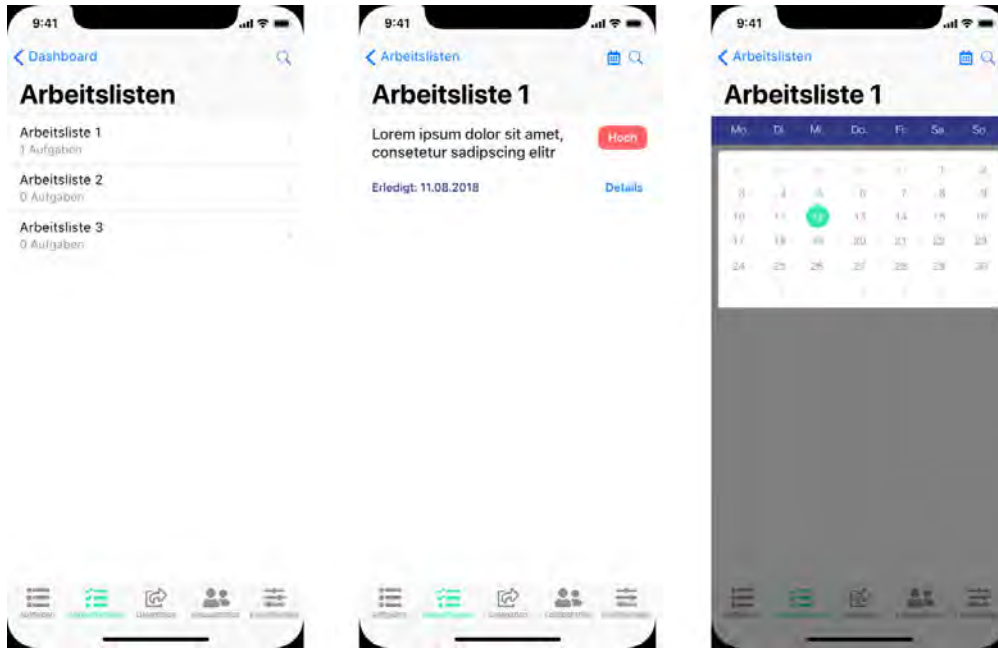 9:41
Dashboard
Arbeitslisten
Arbeitsliste 1
1 Aufgaben
Arbeitsliste 2
0 Aufgaben
Arbeitsliste 3
0 Aufgaben
9:41
Arbeitslisten
Arbeitsliste 1
Lorem ipsum dolor sit amet,
consetetur sadipscing elitr
Hoch
Erledigt: 11.08.2018
Details
9:41
Arbeitslisten
Arbeitsliste 1
Mo. Di. Mi. Do. Fr. Sa. So.
1 2
3 4 5 6 7 8 9
10 11 12 13 14 15 16
17 18 19 20 21 22 23
24 25 26 27 28 29 30